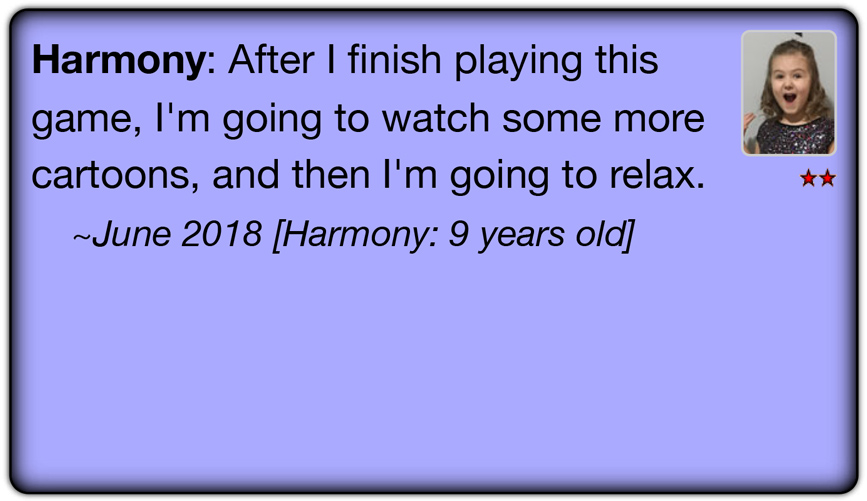 Harmony: After I finish playing this
game, I'm going to watch some more
cartoons, and then I'm going to relax.
~June 2018 [Harmony: 9 years old]